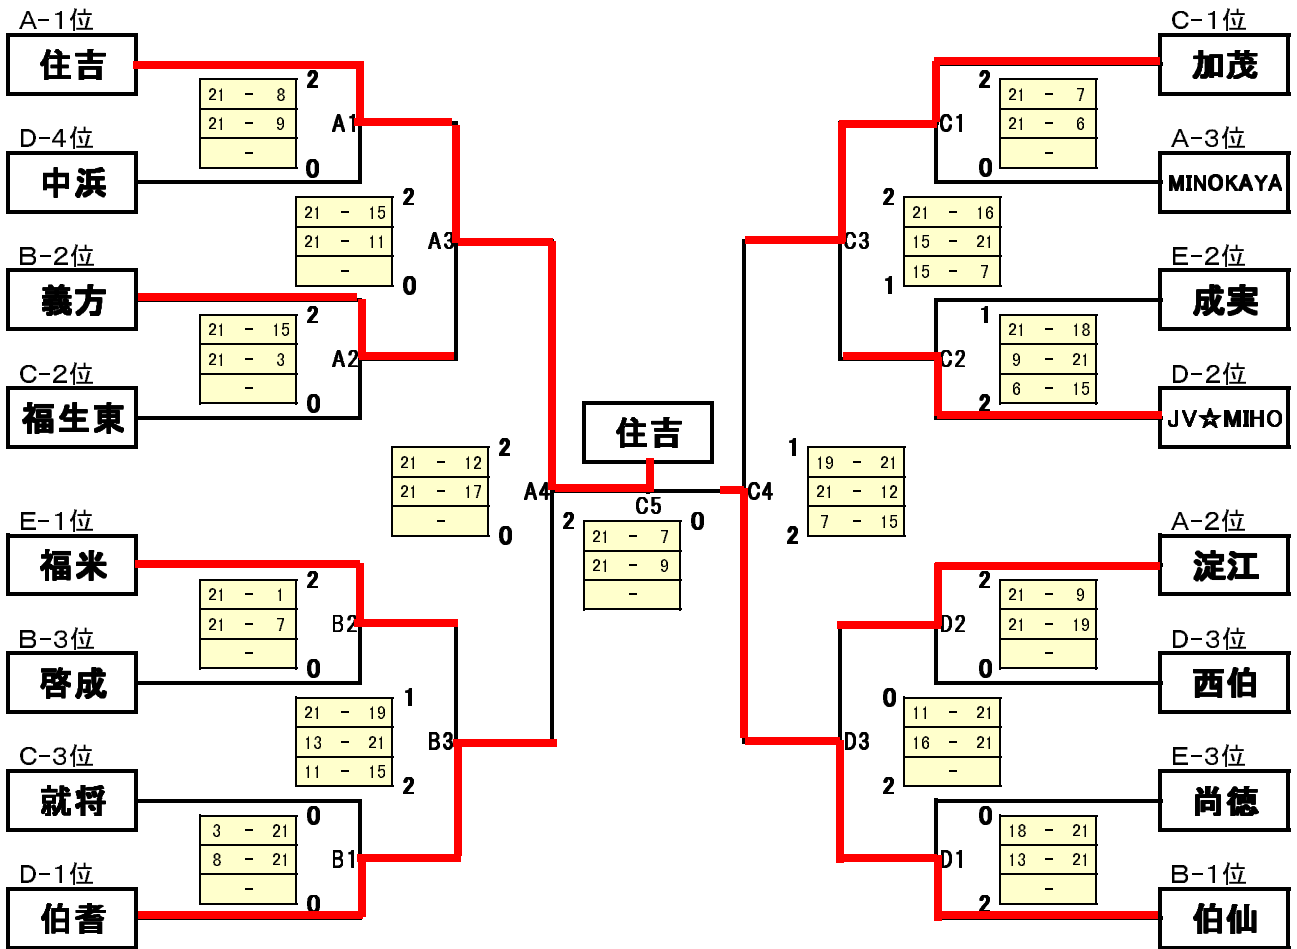 A-1位
住吉
2
21 - 8
21 - 9
-
A1
0
D-4位
中浜
2
21 - 15
21 - 11
-
A3
0
B-2位
義方
2
21 - 15
21 - 3
-
A2
0
C-2位
福生東
2
21 - 12
21 - 17
-
A4
0
E-1位
福米
2
21 - 1
21 - 7
-
B2
0
B-3位
啓成
1
21 - 19
13 - 21
11 - 15
B3
2
C-3位
就将
0
3 - 21
8 - 21
-
B1
0
D-1位
伯耆
住吉
C5
2
0
21 - 7
21 - 9
-
C-1位
加茂
2
21 - 7
21 - 6
-
C1
0
A-3位
MINOKAYA
2
21 - 16
15 - 21
15 - 7
C3
1
E-2位
成実
1
21 - 18
9 - 21
6 - 15
C2
2
D-2位
JV☆MIHO
1
19 - 21
21 - 12
7 - 15
C4
2
A-2位
淀江
2
21 - 9
21 - 19
-
D2
0
D-3位
西伯
0
11 - 21
16 - 21
-
D3
2
E-3位
尚徳
0
18 - 21
13 - 21
-
D1
2
B-1位
伯仙